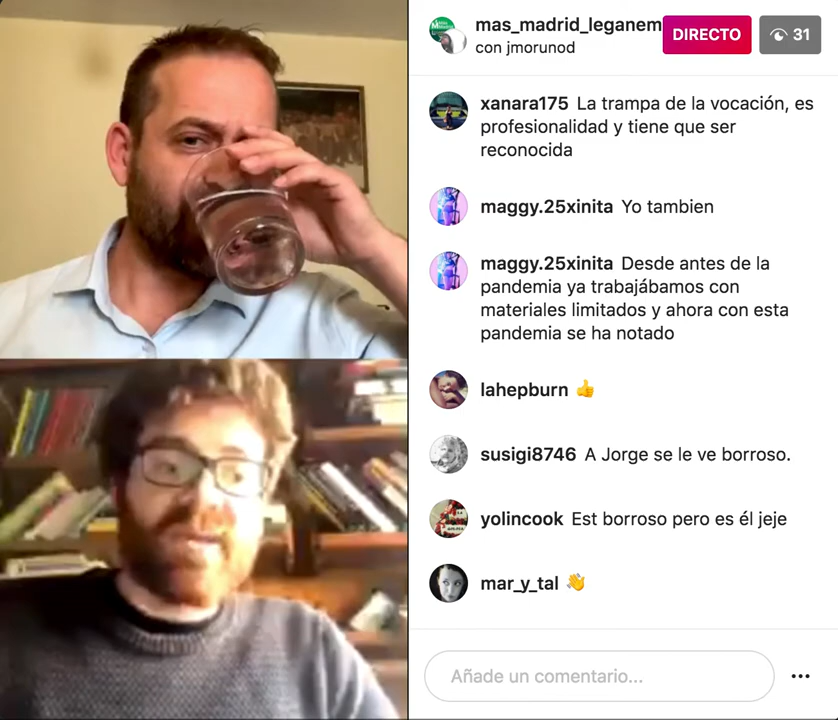 mas_madrid_leganem
con jmorunod
DIRECTO
31
xanara175 La trampa de la vocación, es
profesionalidad y tiene que ser
reconocida
maggy.25xinita Yo tambien
maggy.25xinita Desde antes de la
pandemia ya trabajábamos con
materiales limitados y ahora con esta
pandemia se ha notado
lahepburn 👍
susigi8746 A Jorge se le ve borroso.
yolincook Est borroso pero es él jeje
mar_y_tal 👋
Añade un comentario...